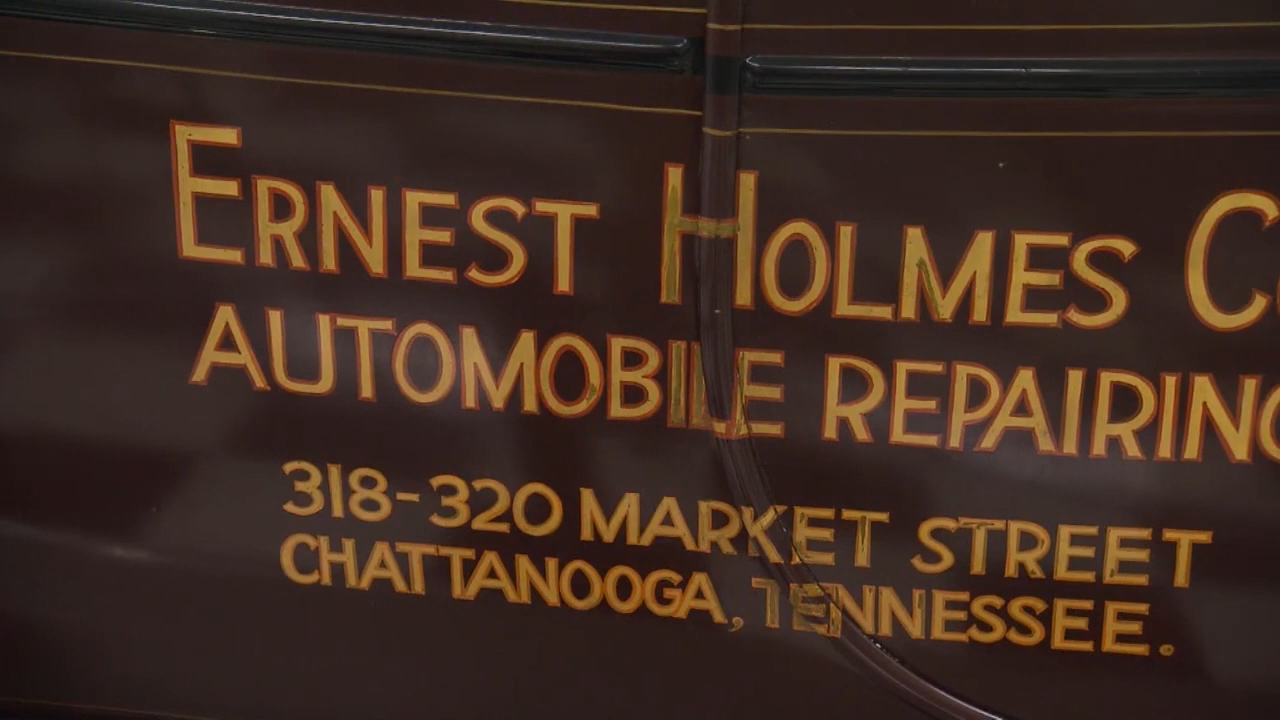 ERNEST HOLMES C
AUTOMOBILE REPAIRING
318-320 MARKET STREET
CHATTANOOGA, TENNESSEE.